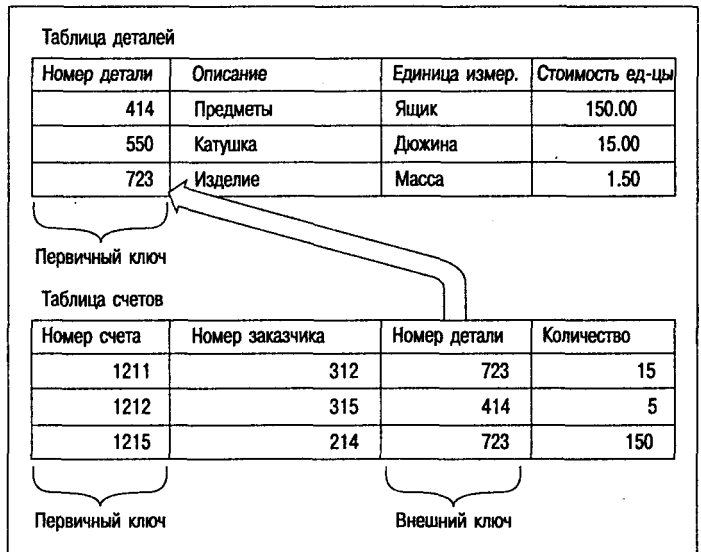 Таблица деталей
Номер детали Описание Единица измер. Стоимость ед-цы
414 Предметы Ящик 150.00
550 Катушка Дюжина 15.00
723 Изделие Масса 1.50
Первичный ключ
Таблица счетов
Номер счета Номер заказчика Номер детали Количество
1211 312 723 15
1212 315 414 5
1215 214 723 150
Первичный ключ Внешний ключ